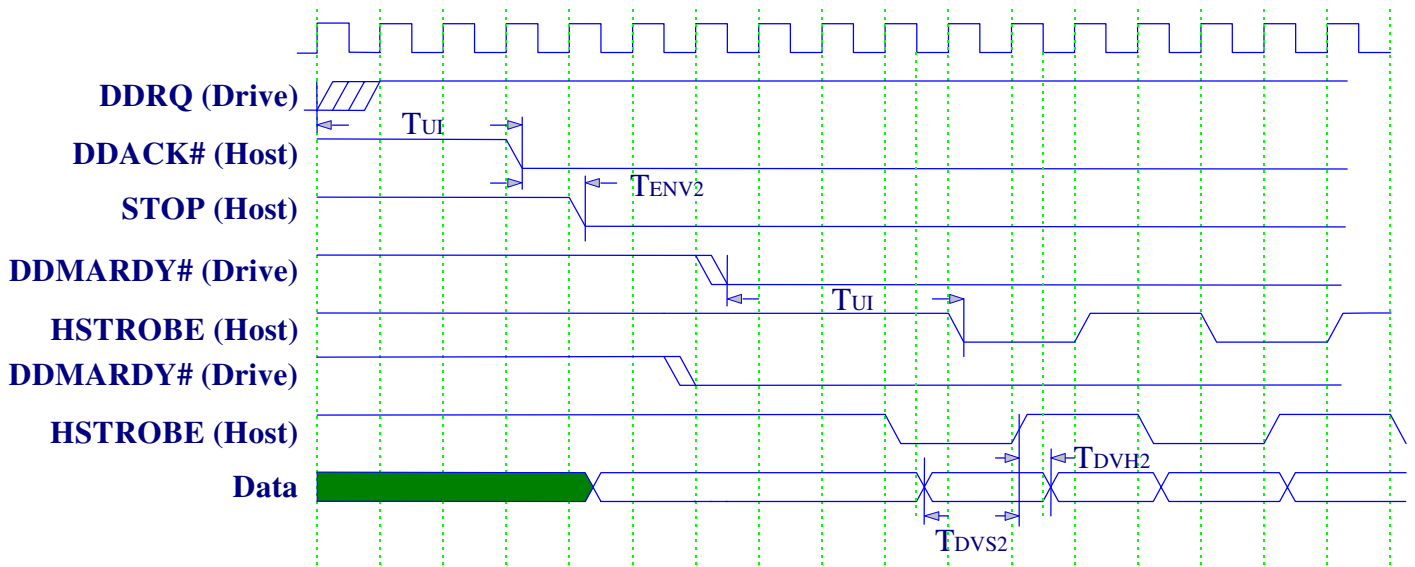 DDRQ (Drive)
TUI
DDACK# (Host)
TENV2
STOP (Host)
DDMARDY# (Drive)
TUI
HSTROBE (Host)
DDMARDY# (Drive)
HSTROBE (Host)
TDVH2
Data
TDVS2